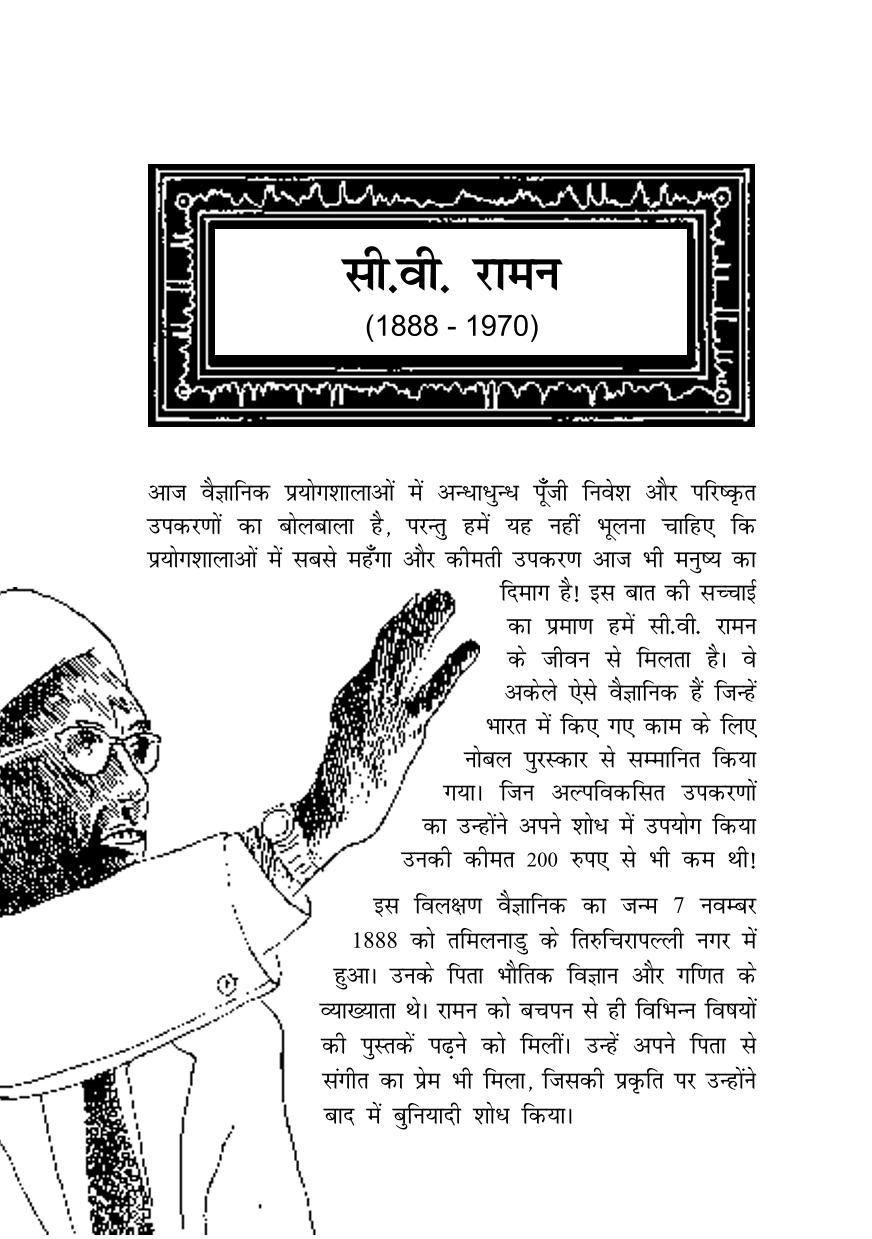 सी.वी. रामन
(1888 - 1970)
आज वैज्ञानिक प्रयोगशालाओं में अन्धाधुन्ध पूँजी निवेश और परिष्कृत
उपकरणों का बोलबाला है, परन्तु हमें यह नहीं भूलना चाहिए कि
प्रयोगशालाओं में सबसे महँगा और कीमती उपकरण आज भी मनुष्य का
दिमाग है! इस बात की सच्चाई
का प्रमाण हमें सी.वी. रामन
के जीवन से मिलता है। वे
अकेले ऐसे वैज्ञानिक हैं जिन्हें
भारत में किए गए काम के लिए
नोबल पुरस्कार से सम्मानित किया
गया। जिन अल्पविकसित उपकरणों
का उन्होंने अपने शोध में उपयोग किया
उनकी कीमत 200 रुपए से भी कम थी!
इस विलक्षण वैज्ञानिक का जन्म 7 नवम्बर
1888 को तमिलनाडु के तिरुचिरापल्ली नगर में
हुआ। उनके पिता भौतिक विज्ञान और गणित के
व्याख्याता थे। रामन को बचपन से ही विभिन्न विषयों
की पुस्तकें पढ़ने को मिलीं। उन्हें अपने पिता से
संगीत का प्रेम भी मिला, जिसकी प्रकृति पर उन्होंने
बाद में बुनियादी शोध किया।